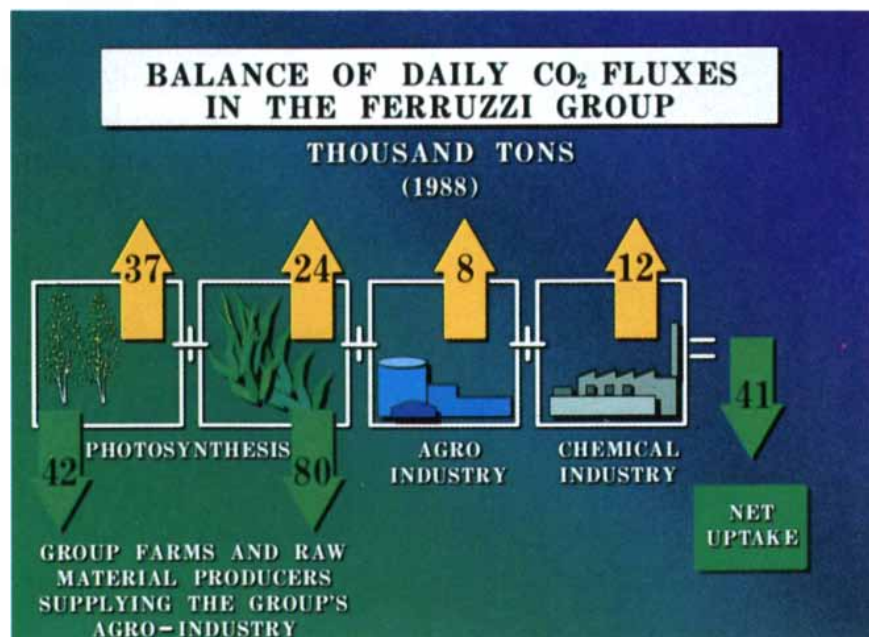 BALANCE OF DAILY CO₂ FLUXES
IN THE FERRUZZI GROUP
THOUSAND TONS
(1988)
37
24
8
12
41
PHOTOSYNTHESIS
42
80
AGRO
INDUSTRY
CHEMICAL
INDUSTRY
NET
UPTAKE
GROUP FARMS AND RAW
MATERIAL PRODUCERS
SUPPLYING THE GROUP'S
AGRO-INDUSTRY